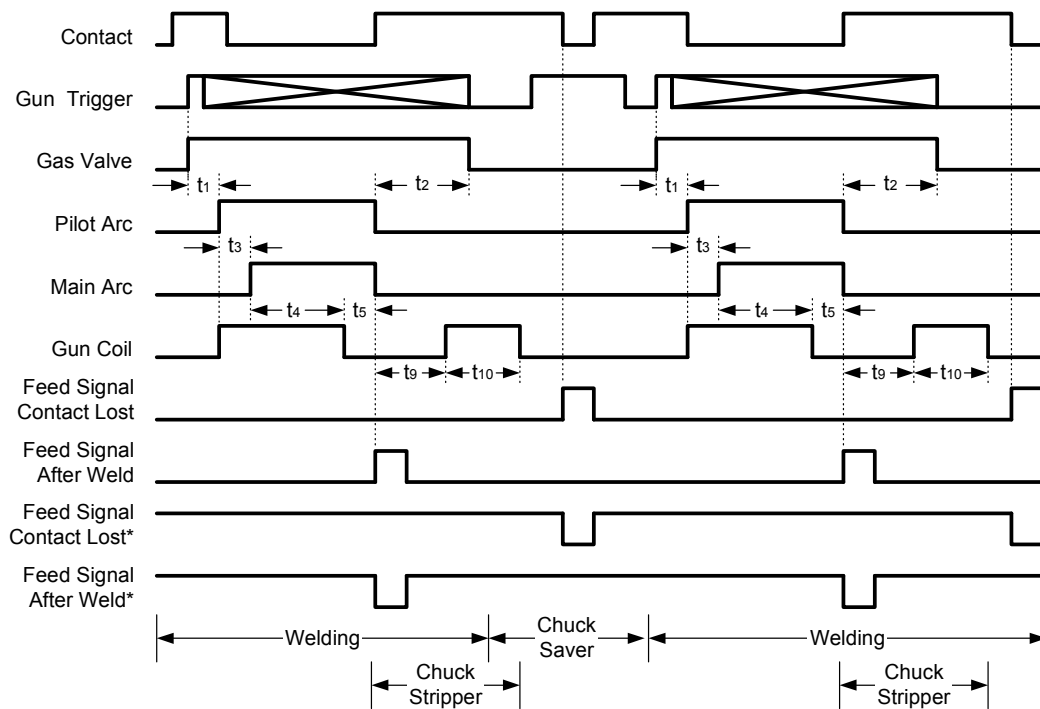 Contact
Gun Trigger
Gas Valve
t1
t2
t1
t2
Pilot Arc
t3
t3
Main Arc
t4
t5
t4
t5
Gun Coil
t9
t10
t9
t10
Feed Signal
Contact Lost
Feed Signal
After Weld
Feed Signal
Contact Lost*
Feed Signal
After Weld*
Welding
Chuck
Saver
Welding
Chuck
Stripper
Chuck
Stripper